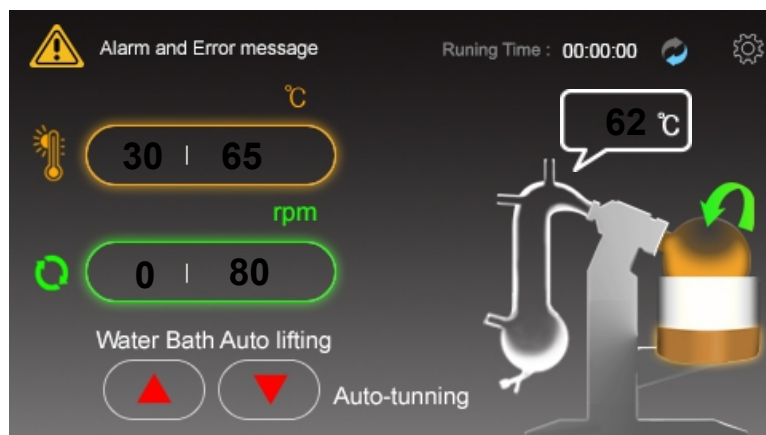 Alarm and Error message
Runing Time : 00:00:00
℃
62 ℃
30 | 65
rpm
0 | 80
Water Bath Auto lifting
Auto-tunning